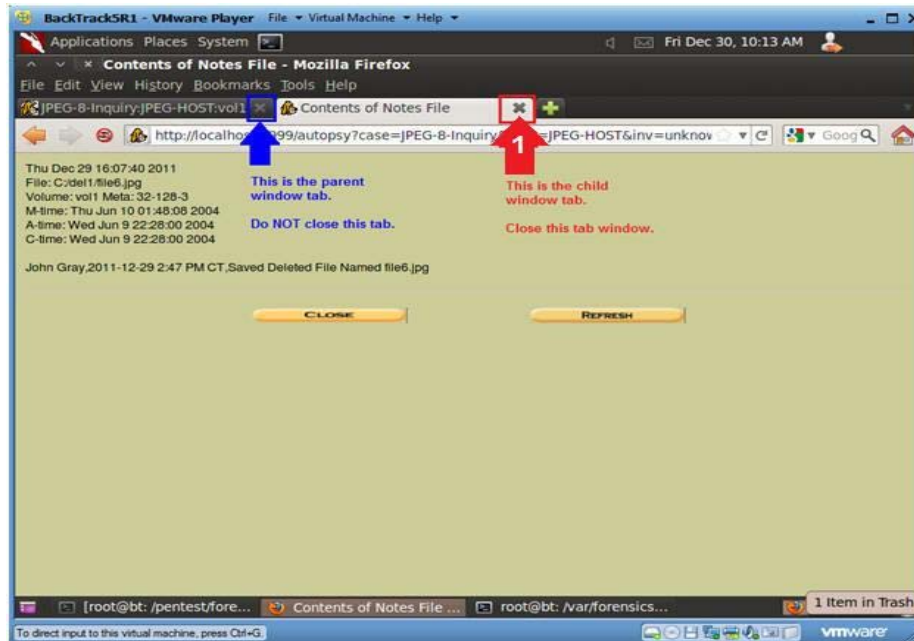 BackTrack5R1 - VMware Player File Virtual Machine Help
Applications Places System
Fri Dec 30, 10:13 AM
Contents of Notes File - Mozilla Firefox
File Edit View History Bookmarks Tools Help
JPEG-8-Inquiry:JPEG-HOST:vol1
Contents of Notes File
1
http://localho 999/autopsy?case=JPEG-8-Inquiry =JPEG-HOST&inv=unknov
Goog
Thu Dec 29 16:07:40 2011
File: C:/del1/file6.jpg
Volume: vol1 Meta: 32-128-3
M-time: Thu Jun 10 01:48:08 2004
A-time: Wed Jun 9 22:28:00 2004
C-time: Wed Jun 9 22:28:00 2004
This is the parent
window tab.
Do NOT close this tab.
This is the child
window tab.
Close this tab window.
John Gray,2011-12-29 2:47 PM CT,Saved Deleted File Named file6.jpg
CLOSE
REFRESH
[root@bt: /pentest/fore...
Contents of Notes File ...
root@bt: /var/forensics...
1 Item in Trash
To direct input to this virtual machine, press Ctrl+G.
vmware